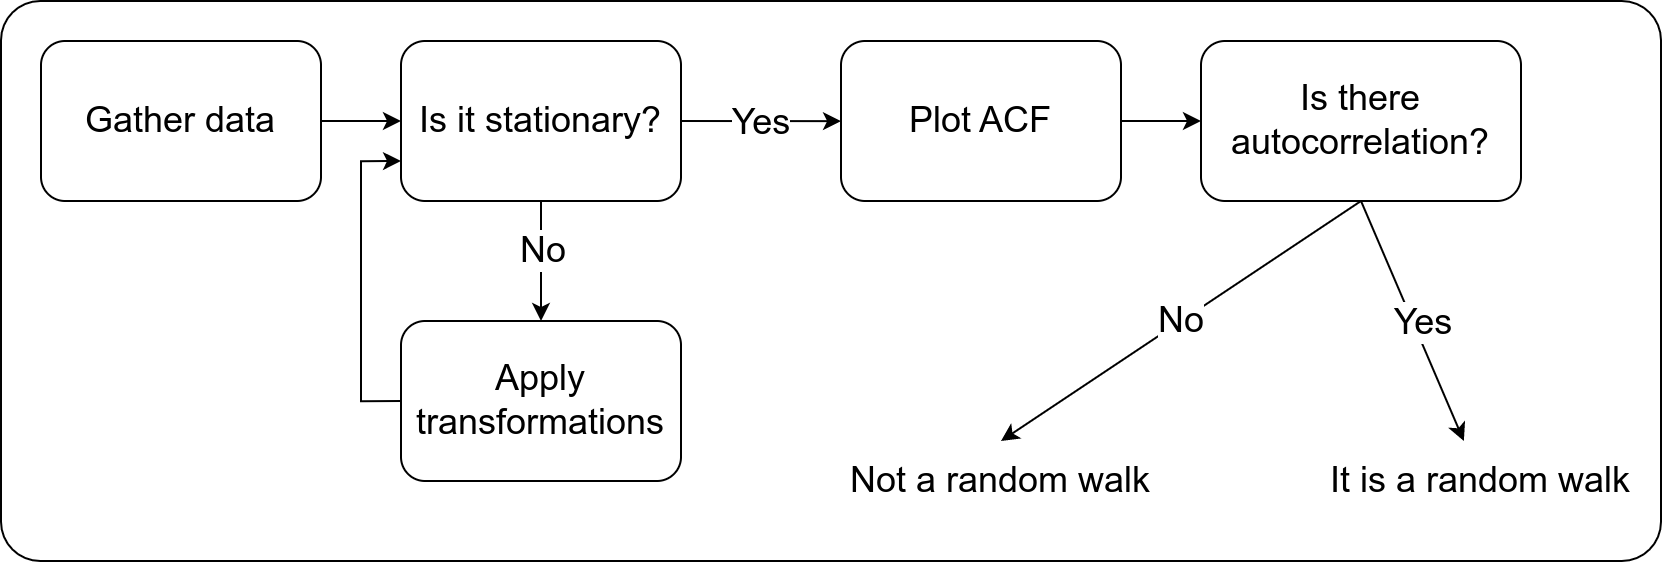 Gather data
Is it stationary?
Yes
Plot ACF
Is there
autocorrelation?
No
Apply
transformations
No
Yes
Not a random walk
It is a random walk